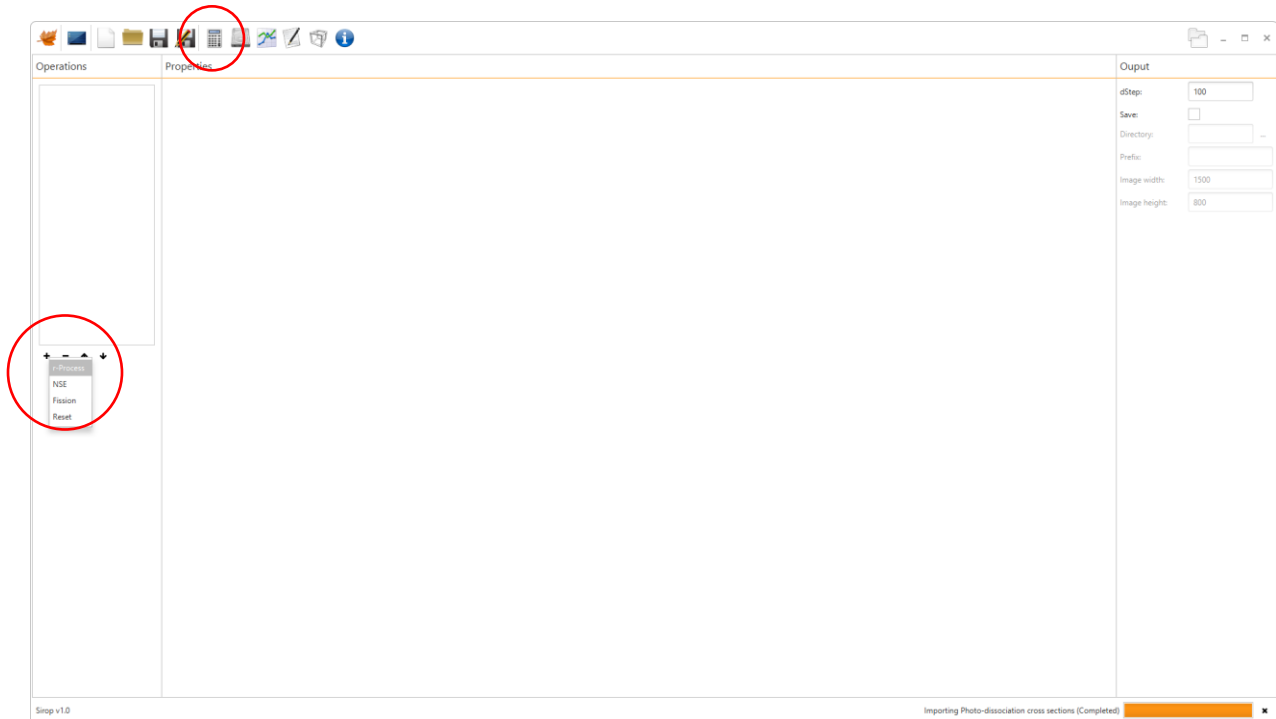 Operations
Properties
Ouput
dStep: 100
Save:
Directory: ...
Prefix:
Image width: 1500
Image height: 800
r-Process
NSE
Fission
Reset
Sirop v1.0
Importing Photo-dissociation cross sections (Completed)